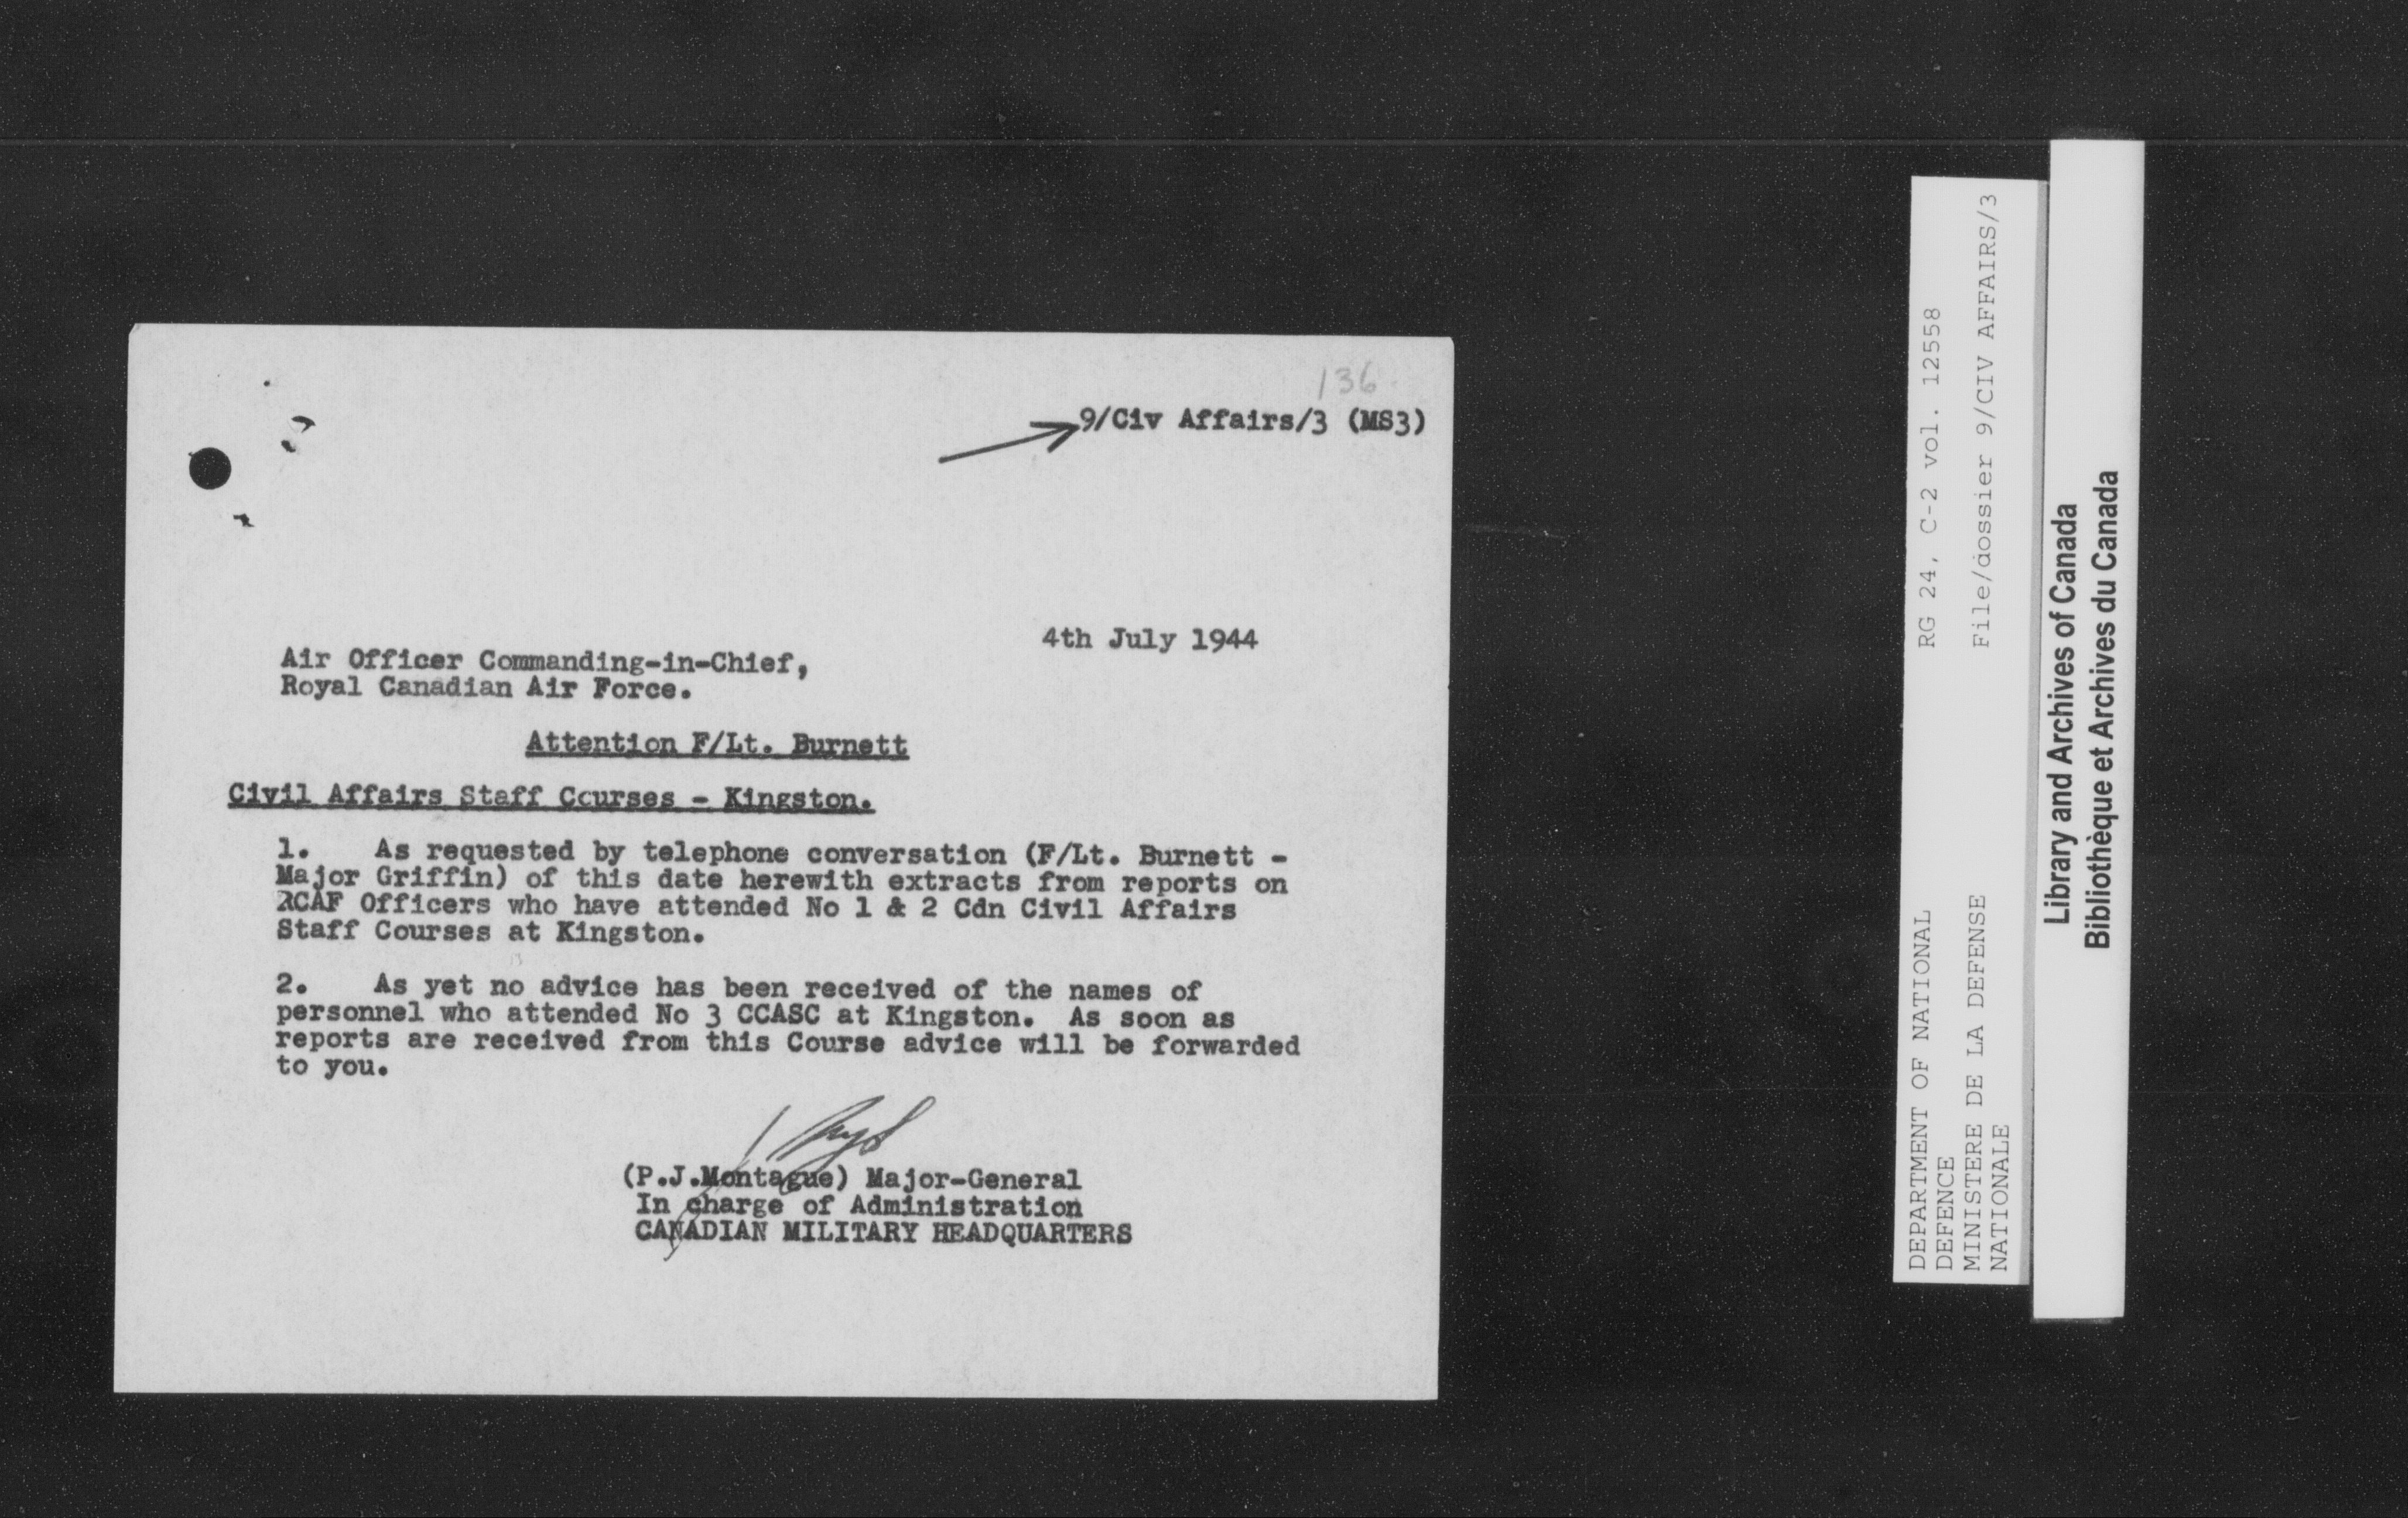 136
9/Civ Affairs/3 (MS3)
4th July 1944
Air Officer Commanding-in-Chief,
Royal Canadian Air Force.
Attention F/Lt. Burnett
Civil Affairs Staff Courses - Kingston.
1. As requested by telephone conversation (F/Lt. Burnett -
Major Griffin) of this date herewith extracts from reports on
RCAF Officers who have attended No 1 & 2 Cdn Civil Affairs
Staff Courses at Kingston.
2. As yet no advice has been received of the names of
personnel who attended No 3 CCASC at Kingston. As soon as
reports are received from this Course advice will be forwarded
to you.
(P.J.Montague) Major-General
In charge of Administration
CANADIAN MILITARY HEADQUARTERS
DEPARTMENT OF NATIONAL
DEFENCE
MINISTERE DE LA DEFENSE
NATIONALE
RG 24, C-2 vol. 12558
File/dossier 9/CIV AFFAIRS/3
Library and Archives of Canada
Bibliothèque et Archives du Canada